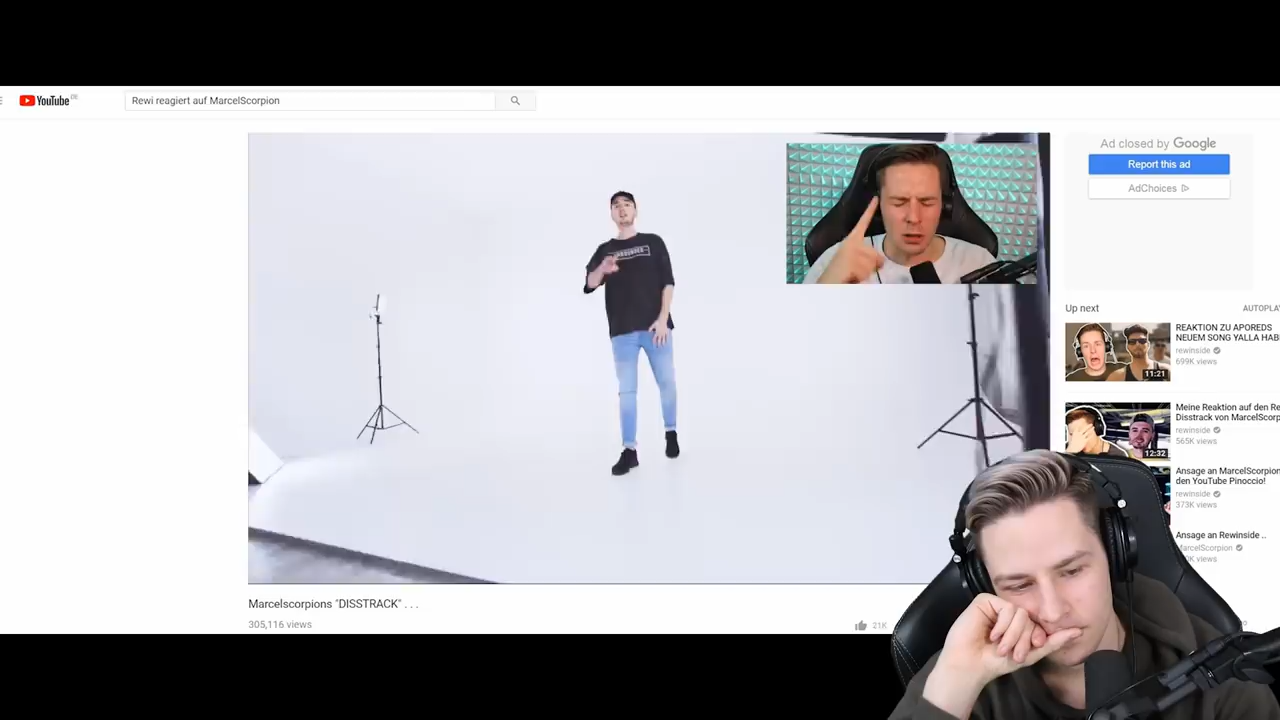 YouTube DE
Rewi reagiert auf MarcelScorpion
Ad closed by Google
Report this ad
AdChoices
Up next
AUTOPLA
REAKTION ZU APOREDS
NEUEM SONG YALLA HAB
rewinside
699K views
11:21
Meine Reaktion auf den Re
Disstrack von MarcelScorp
rewinside
565K views
12:32
Ansage an MarcelScorpion
den YouTube Pinoccio!
rewinside
373K views
Ansage an Rewinside ..
MarcelScorpion
K views
Marcelscorpions "DISSTRACK" . . .
305,116 views
21K